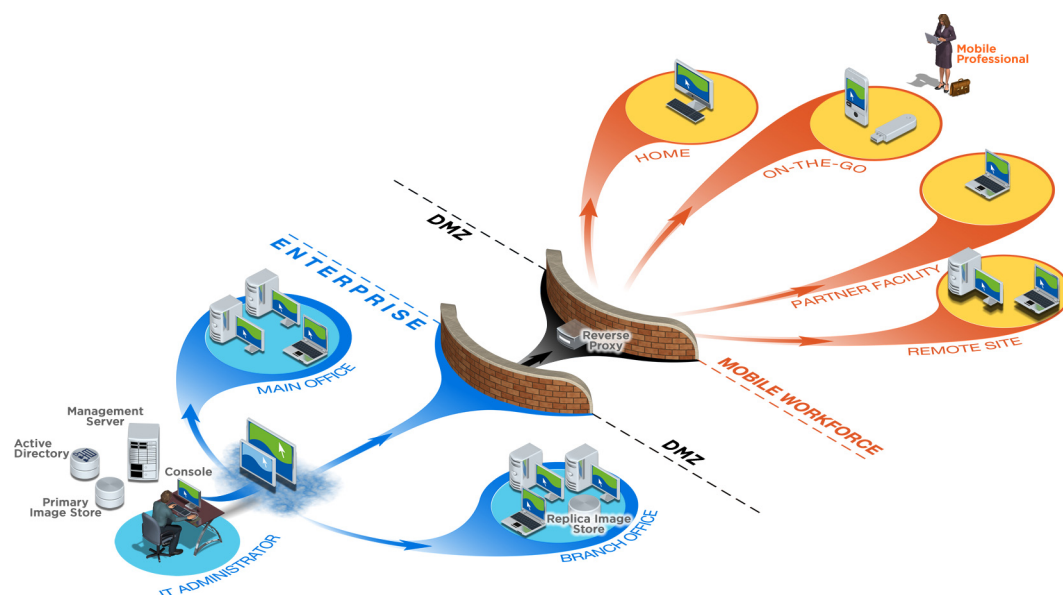 Mobile
Professional
HOME
ON-THE-GO
PARTNER FACILITY
REMOTE SITE
DMZ
ENTERPRISE
Reverse
Proxy
MOBILE WORKFORCE
DMZ
MAIN OFFICE
Management
Server
Active
Directory
Console
Primary
Image Store
IT ADMINISTRATOR
Replica Image
Store
BRANCH OFFICE